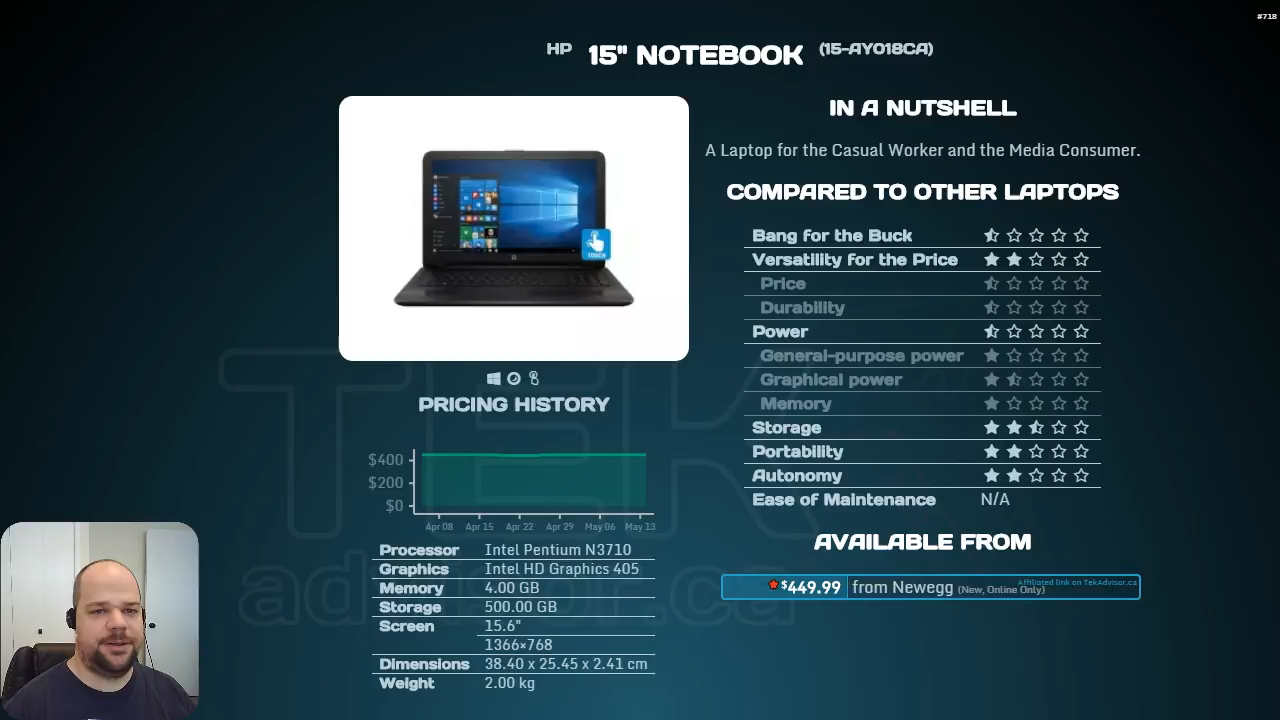 #718
HP 15" NOTEBOOK (15-AY018CA)
TOUCH
PRICING HISTORY
$400
$200
$0
Apr 08 Apr 15 Apr 22 Apr 29 May 06 May 13
Processor Intel Pentium N3710
Graphics Intel HD Graphics 405
Memory 4.00 GB
Storage 500.00 GB
Screen 15.6"
1366×768
Dimensions 38.40 x 25.45 x 2.41 cm
Weight 2.00 kg
IN A NUTSHELL
A Laptop for the Casual Worker and the Media Consumer.
COMPARED TO OTHER LAPTOPS
Bang for the Buck
Versatility for the Price
Price
Durability
Power
General-purpose power
Graphical power
Memory
Storage
Portability
Autonomy
Ease of Maintenance N/A
AVAILABLE FROM
$449.99 from Newegg (New, Online Only)
Affiliated link on TekAdvisor.ca